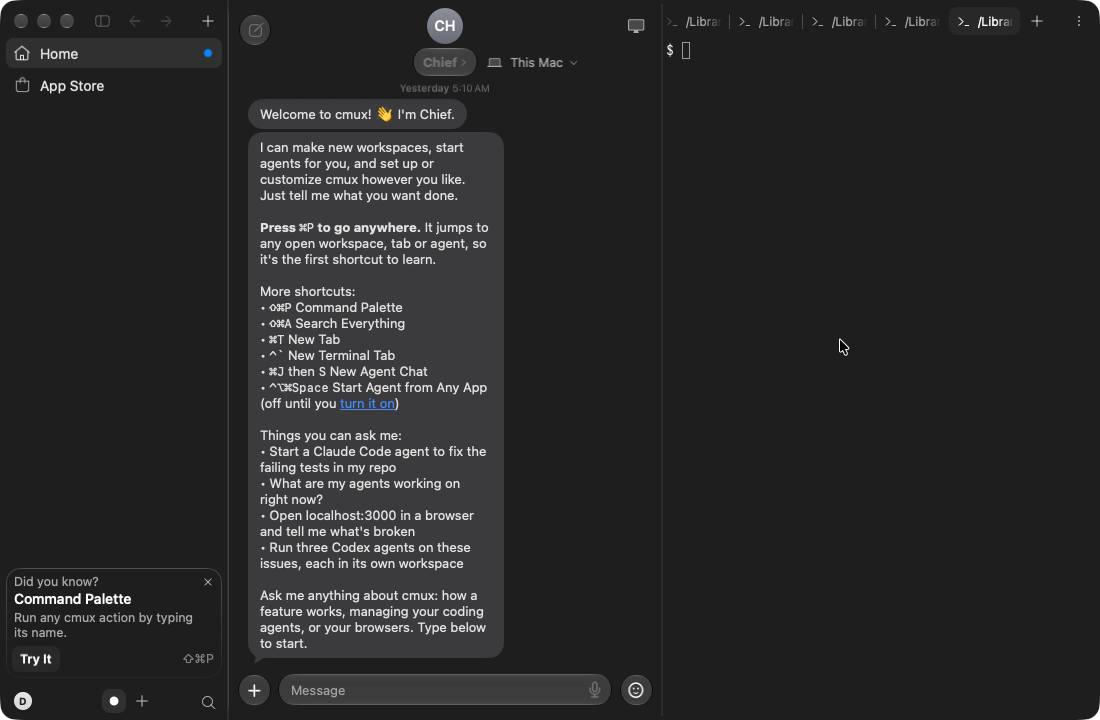 Home
App Store
Did you know?
Command Palette
Run any cmux action by typing
its name.
Try It
⇧⌘P
D
CH
Chief
This Mac
Yesterday 5:10 AM
Welcome to cmux! 👋 I'm Chief.
I can make new workspaces, start
agents for you, and set up or
customize cmux however you like.
Just tell me what you want done.
Press ⌘P to go anywhere. It jumps to
any open workspace, tab or agent, so
it's the first shortcut to learn.
More shortcuts:
• ⇧⌘P Command Palette
• ⇧⌘A Search Everything
• ⌘T New Tab
• ^` New Terminal Tab
• ⌘J then S New Agent Chat
• ^⌥⌘Space Start Agent from Any App
(off until you turn it on)
Things you can ask me:
• Start a Claude Code agent to fix the
failing tests in my repo
• What are my agents working on
right now?
• Open localhost:3000 in a browser
and tell me what's broken
• Run three Codex agents on these
issues, each in its own workspace
Ask me anything about cmux: how a
feature works, managing your coding
agents, or your browsers. Type below
to start.
Message
/Librar /Librar /Librar /Librar /Librar
$